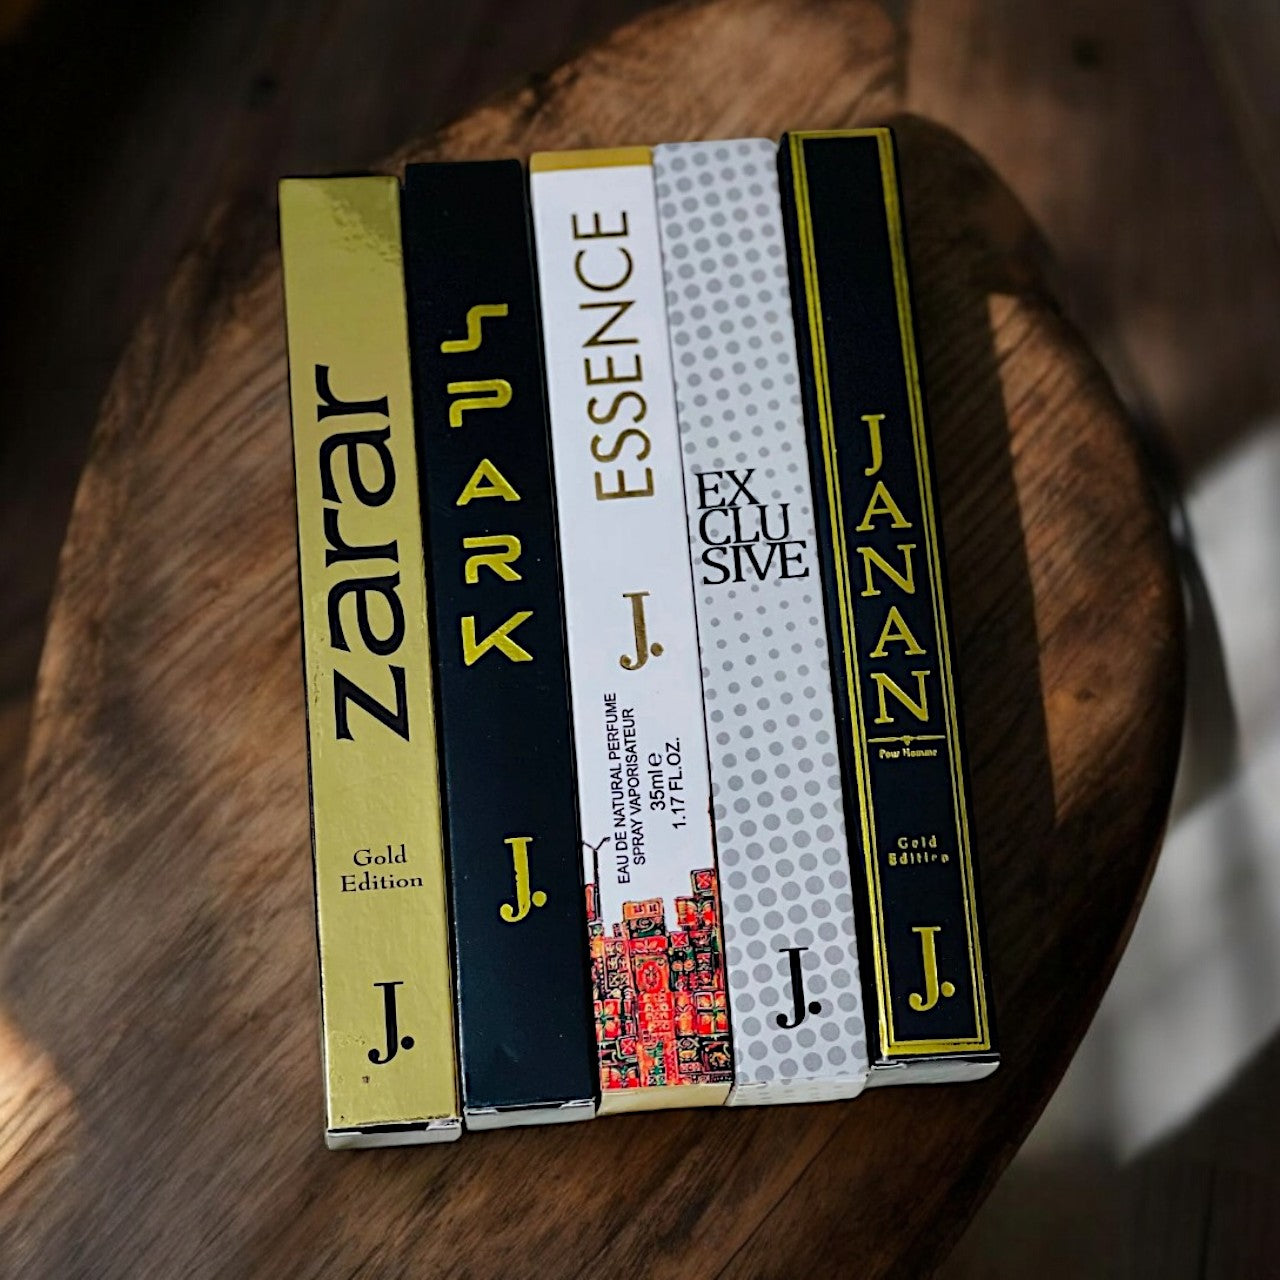 zarar
Gold
Edition
J.
SPARK
J.
ESSENCE
J.
EAU DE NATURAL PERFUME
SPRAY VAPORISATEUR
35ml e
1.17 FL.OZ.
EX
CLU
SIVE
J.
JANAN
Pour Homme
Gold
Edition
J.